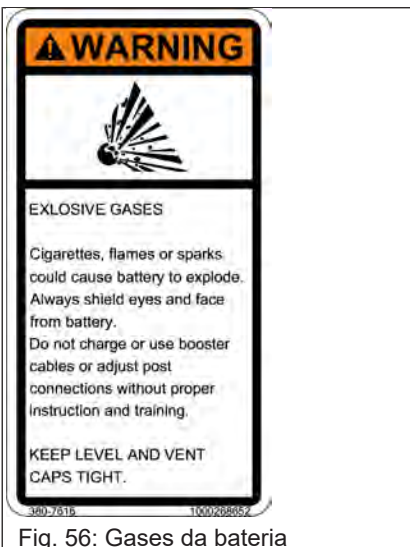 WARNING
EXLOSIVE GASES
Cigarettes, flames or sparks
could cause battery to explode.
Always shield eyes and face
from battery.
Do not charge or use booster
cables or adjust post
connections without proper
instruction and training.
KEEP LEVEL AND VENT
CAPS TIGHT.
380-7616 1000268652
Fig. 56: Gases da bateria